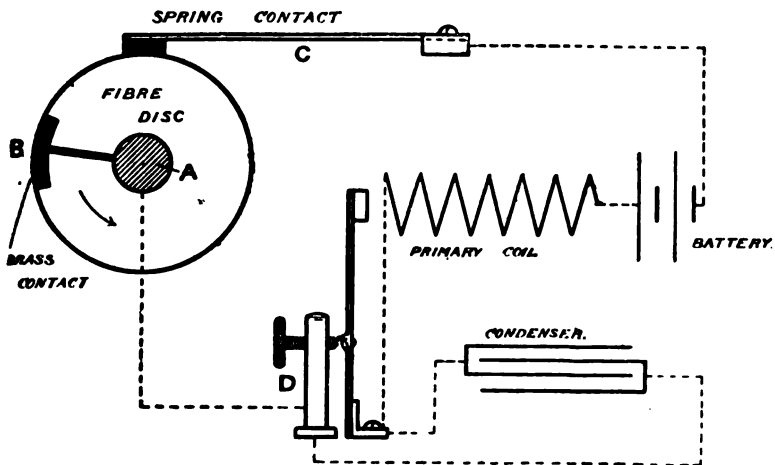 SPRING CONTACT
C
FIBRE
DISC
B
A
BRASS
CONTACT
PRIMARY COIL
BATTERY.
CONDENSER.
D